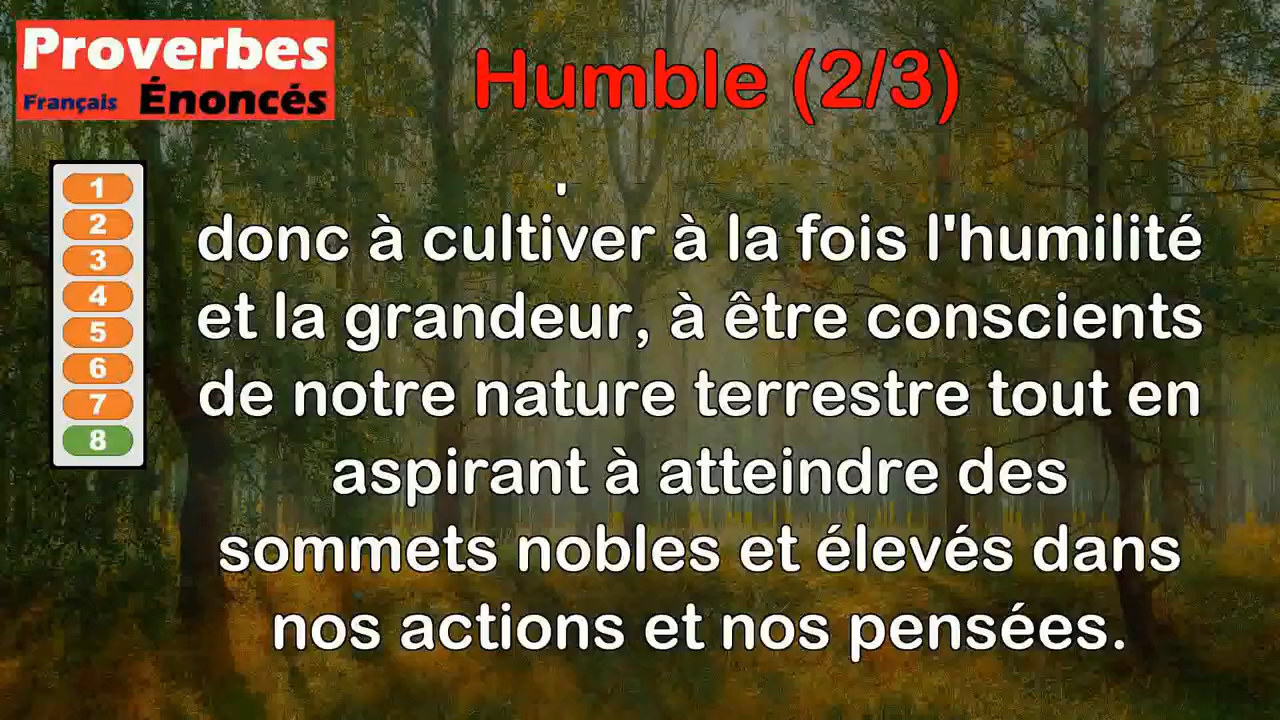 Proverbes
Français Énoncés
Humble (2/3)
1
2
3
4
5
6
7
8
donc à cultiver à la fois l'humilité
et la grandeur, à être conscients
de notre nature terrestre tout en
aspirant à atteindre des
sommets nobles et élevés dans
nos actions et nos pensées.